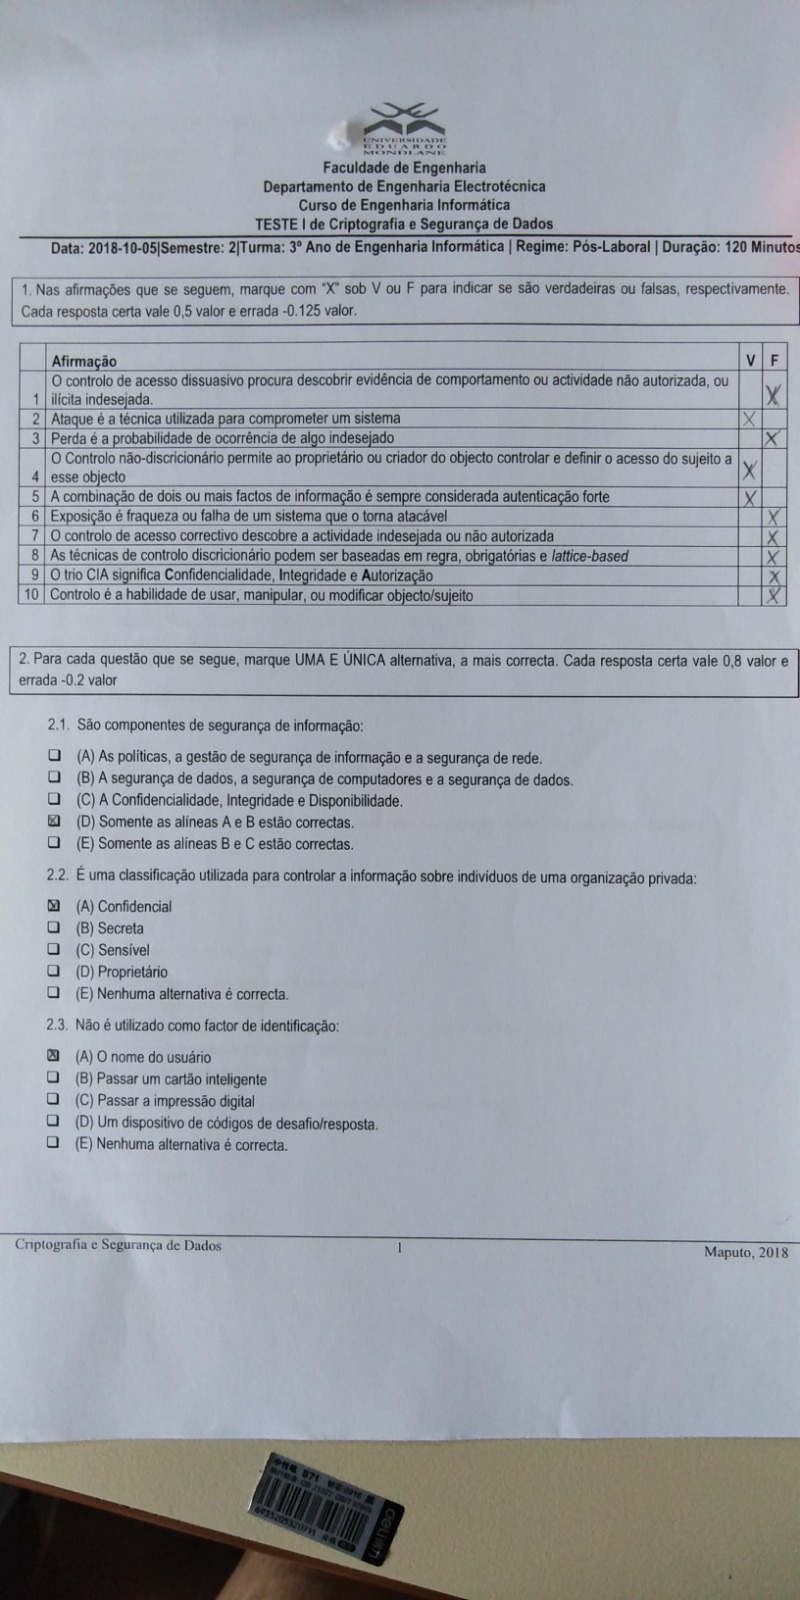 UNIVERSIDADE
EDUARDO
MONDLANE
Faculdade de Engenharia
Departamento de Engenharia Electrotécnica
Curso de Engenharia Informática
TESTE I de Criptografia e Segurança de Dados
Data: 2018-10-05|Semestre: 2|Turma: 3º Ano de Engenharia Informática | Regime: Pós-Laboral | Duração: 120 Minutos
1. Nas afirmações que se seguem, marque com "X" sob V ou F para indicar se são verdadeiras ou falsas, respectivamente.
Cada resposta certa vale 0,5 valor e errada -0.125 valor.
Afirmação V F
O controlo de acesso dissuasivo procura descobrir evidência de comportamento ou actividade não autorizada, ou
1 ilícita indesejada. X
2 Ataque é a técnica utilizada para comprometer um sistema X
3 Perda é a probabilidade de ocorrência de algo indesejado X
O Controlo não-discricionário permite ao proprietário ou criador do objecto controlar e definir o acesso do sujeito a
4 esse objecto X
5 A combinação de dois ou mais factos de informação é sempre considerada autenticação forte X
6 Exposição é fraqueza ou falha de um sistema que o torna atacável X
7 O controlo de acesso correctivo descobre a actividade indesejada ou não autorizada X
8 As técnicas de controlo discricionário podem ser baseadas em regra, obrigatórias e lattice-based X
9 O trio CIA significa Confidencialidade, Integridade e Autorização X
10 Controlo é a habilidade de usar, manipular, ou modificar objecto/sujeito X
2. Para cada questão que se segue, marque UMA E ÚNICA alternativa, a mais correcta. Cada resposta certa vale 0,8 valor e
errada -0.2 valor
2.1. São componentes de segurança de informação:
(A) As políticas, a gestão de segurança de informação e a segurança de rede.
(B) A segurança de dados, a segurança de computadores e a segurança de dados.
(C) A Confidencialidade, Integridade e Disponibilidade.
(D) Somente as alíneas A e B estão correctas.
(E) Somente as alíneas B e C estão correctas.
2.2. É uma classificação utilizada para controlar a informação sobre indivíduos de uma organização privada:
(A) Confidencial
(B) Secreta
(C) Sensível
(D) Proprietário
(E) Nenhuma alternativa é correcta.
2.3. Não é utilizado como factor de identificação:
(A) O nome do usuário
(B) Passar um cartão inteligente
(C) Passar a impressão digital
(D) Um dispositivo de códigos de desafio/resposta.
(E) Nenhuma alternativa é correcta.
Criptografia e Segurança de Dados 1 Maputo, 2018
deli